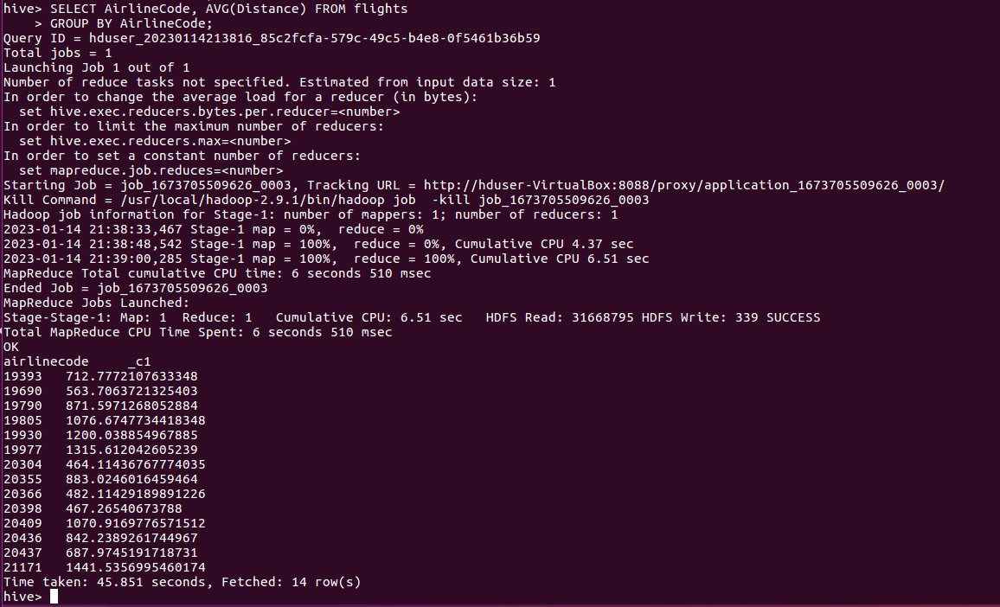 hive> SELECT AirlineCode, AVG(Distance) FROM flights
    > GROUP BY AirlineCode;
Query ID = hduser_20230114213816_85c2fcfa-579c-49c5-b4e8-0f5461b36b59
Total jobs = 1
Launching Job 1 out of 1
Number of reduce tasks not specified. Estimated from input data size: 1
In order to change the average load for a reducer (in bytes):
  set hive.exec.reducers.bytes.per.reducer=<number>
In order to limit the maximum number of reducers:
  set hive.exec.reducers.max=<number>
In order to set a constant number of reducers:
  set mapreduce.job.reduces=<number>
Starting Job = job_1673705509626_0003, Tracking URL = http://hduser-VirtualBox:8088/proxy/application_1673705509626_0003/
Kill Command = /usr/local/hadoop-2.9.1/bin/hadoop job  -kill job_1673705509626_0003
Hadoop job information for Stage-1: number of mappers: 1; number of reducers: 1
2023-01-14 21:38:33,467 Stage-1 map = 0%,  reduce = 0%
2023-01-14 21:38:48,542 Stage-1 map = 100%,  reduce = 0%, Cumulative CPU 4.37 sec
2023-01-14 21:39:00,285 Stage-1 map = 100%,  reduce = 100%, Cumulative CPU 6.51 sec
MapReduce Total cumulative CPU time: 6 seconds 510 msec
Ended Job = job_1673705509626_0003
MapReduce Jobs Launched:
Stage-Stage-1: Map: 1  Reduce: 1   Cumulative CPU: 6.51 sec   HDFS Read: 31668795 HDFS Write: 339 SUCCESS
Total MapReduce CPU Time Spent: 6 seconds 510 msec
OK
airlinecode	_c1
19393	712.7772107633348
19690	563.7063721325403
19790	871.5971268052884
19805	1076.6747734418348
19930	1200.038854967885
19977	1315.612042605239
20304	464.11436767774035
20355	883.0246016459464
20366	482.11429189891226
20398	467.26540673788
20409	1070.9169776571512
20436	842.2389261744967
20437	687.9745191718731
21171	1441.5356995460174
Time taken: 45.851 seconds, Fetched: 14 row(s)
hive>